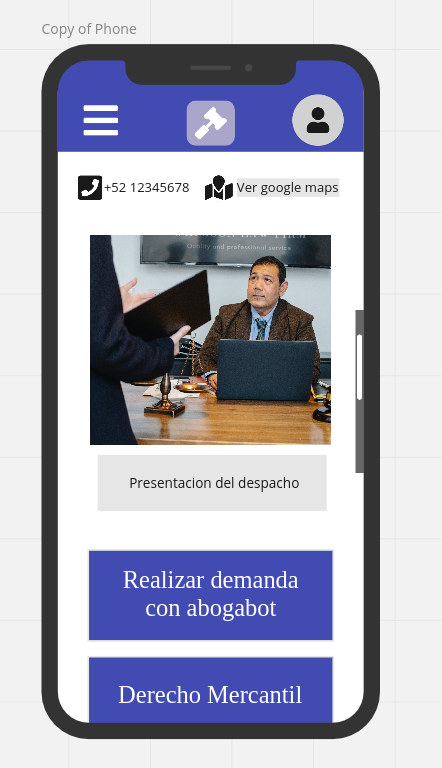 Copy of Phone
+52 12345678
Ver google maps
Quality and professional service
Presentacion del despacho
Realizar demanda
con abogabot
Derecho Mercantil